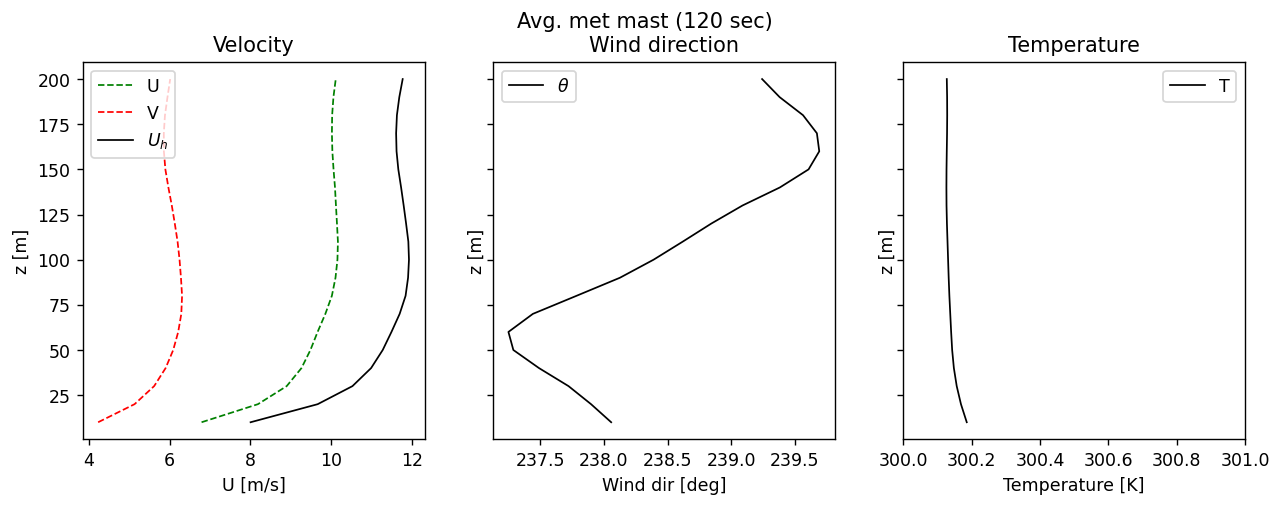 Avg. met mast (120 sec)
Velocity
Wind direction
Temperature
U
V
U_h
θ
T
200
175
150
125
100
75
50
25
z [m]
z [m]
z [m]
4 6 8 10 12
237.5 238.0 238.5 239.0 239.5
300.0 300.2 300.4 300.6 300.8 301.0
U [m/s]
Wind dir [deg]
Temperature [K]